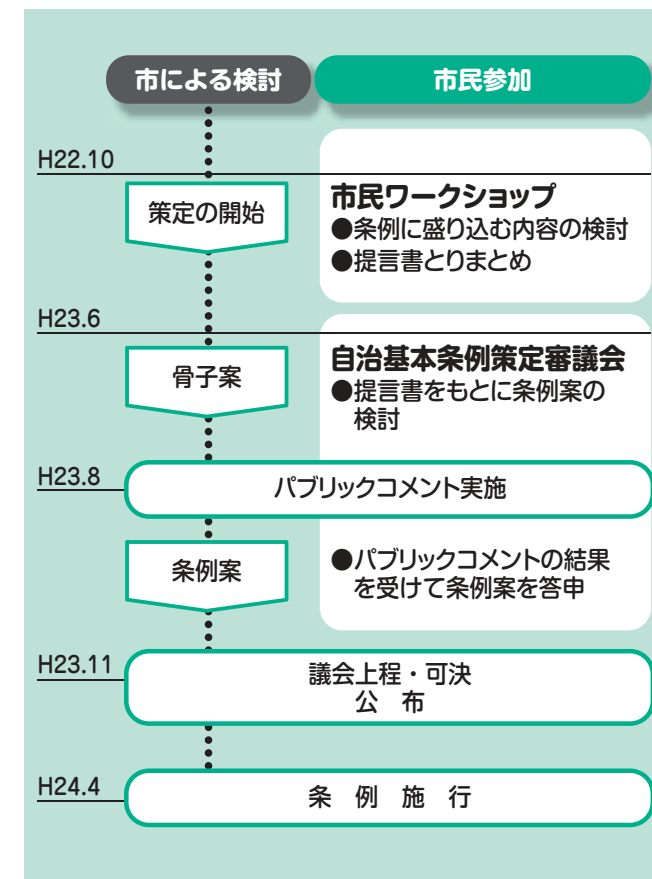 市による検討
市民参加
H22.10
策定の開始
市民ワークショップ
●条例に盛り込む内容の検討
●提言書とりまとめ
H23.6
骨子案
自治基本条例策定審議会
●提言書をもとに条例案の
検討
H23.8
パブリックコメント実施
条例案
●パブリックコメントの結果
を受けて条例案を答申
H23.11
議会上程・可決
公　布
H24.4
条　例　施　行